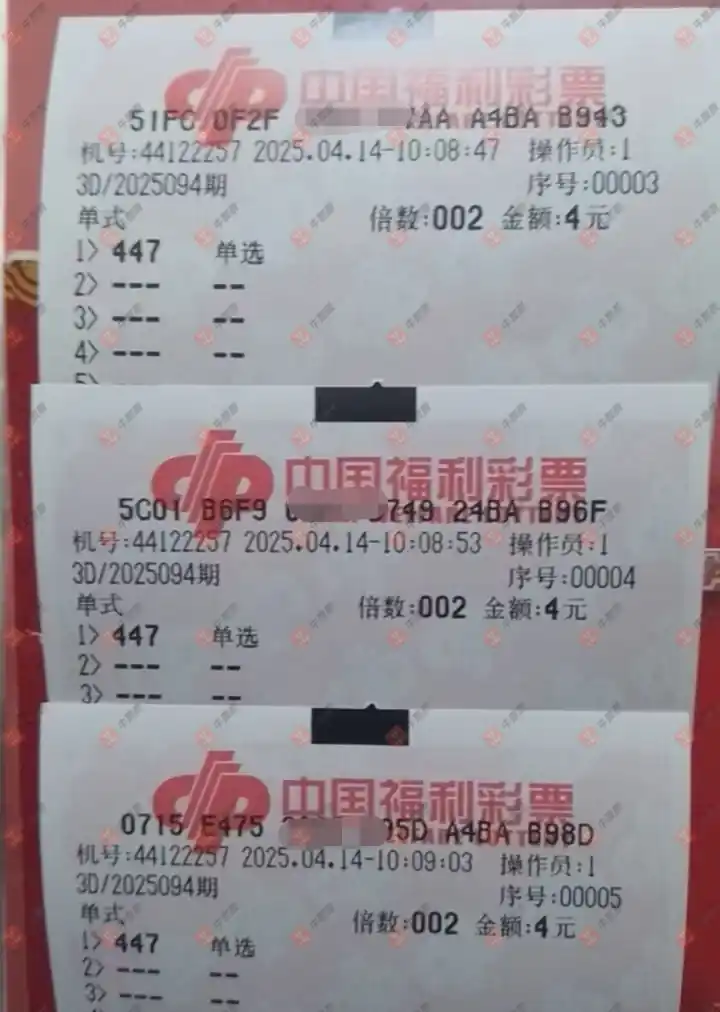 中国福利彩票
51FC 0F2F AA A4BA B943
机号:44122257 2025.04.14-10:08:47 操作员:1
3D/2025094期 序号:00003
单式 倍数:002 金额:4元
1> 447 单选
2> --- --
3> --- --
4> --- --
5> ---
中国福利彩票
5C01 B6F9 0749 24BA B96F
机号:44122257 2025.04.14-10:08:53 操作员:1
3D/2025094期 序号:00004
单式 倍数:002 金额:4元
1> 447 单选
2> --- --
3> --- --
中国福利彩票
0715 E475 05D A4BA B98D
机号:44122257 2025.04.14-10:09:03 操作员:1
3D/2025094期 序号:00005
单式 倍数:002 金额:4元
1> 447 单选
2> --- --
3> --- --